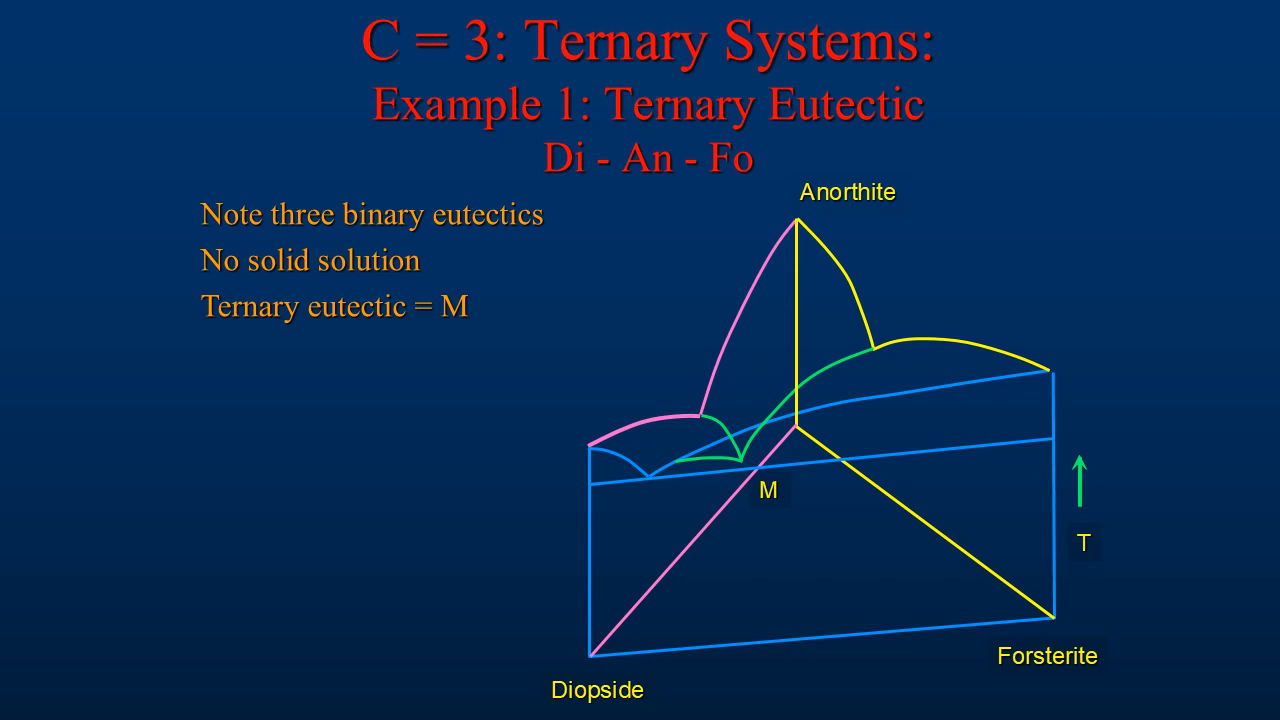 C = 3: Ternary Systems:
Example 1: Ternary Eutectic
Di - An - Fo
Anorthite
Note three binary eutectics
No solid solution
Ternary eutectic = M
M
T
Forsterite
Diopside